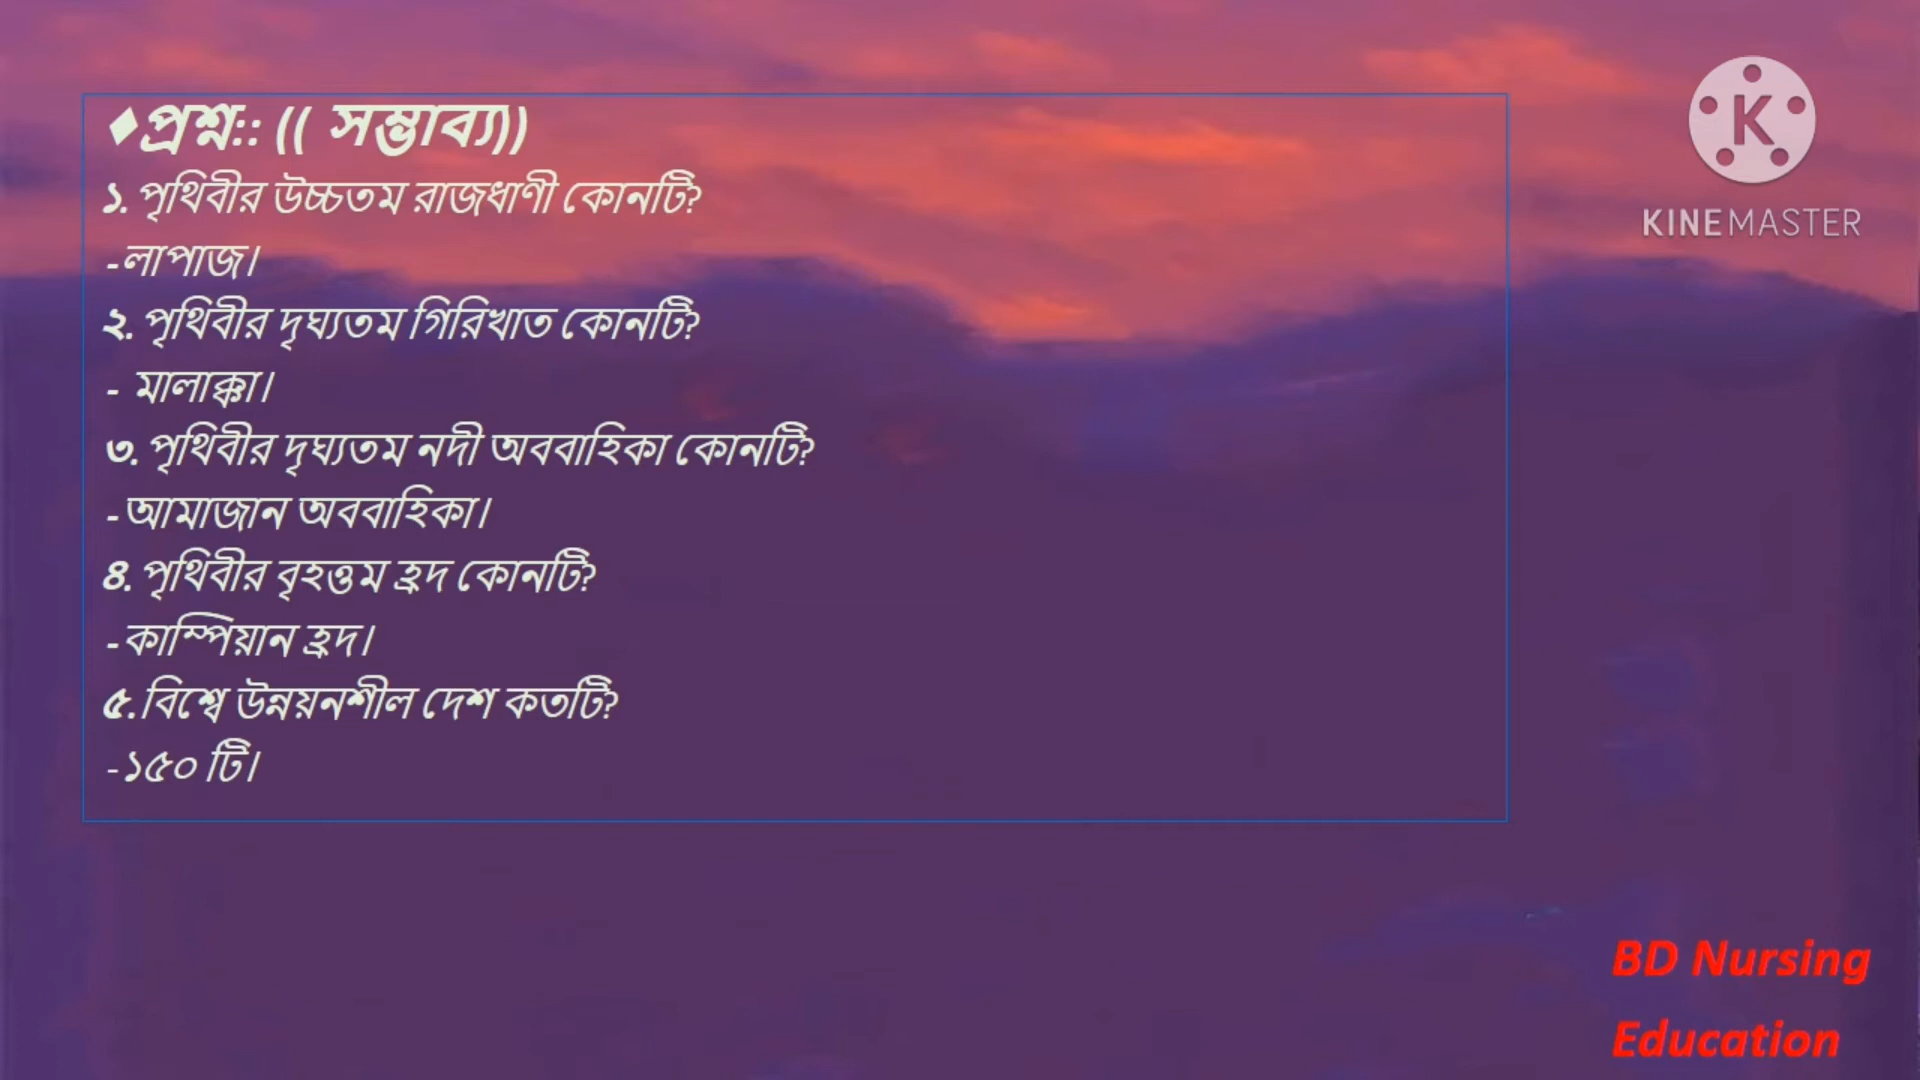 ♦প্রশ্ন:: (( সম্ভাব্য))
১. পৃথিবীর উচ্চতম রাজধাণী কোনটি?
-লাপাজ।
২. পৃথিবীর দৃঘ্যতম গিরিখাত কোনটি?
- মালাক্কা।
৩. পৃথিবীর দৃঘ্যতম নদী অববাহিকা কোনটি?
-আমাজান অববাহিকা।
৪. পৃথিবীর বৃহত্তম হ্রদ কোনটি?
-কাস্পিয়ান হ্রদ।
৫.বিশ্বে উন্নয়নশীল দেশ কতটি?
-১৫০ টি।
K
KINEMASTER
BD Nursing
Education